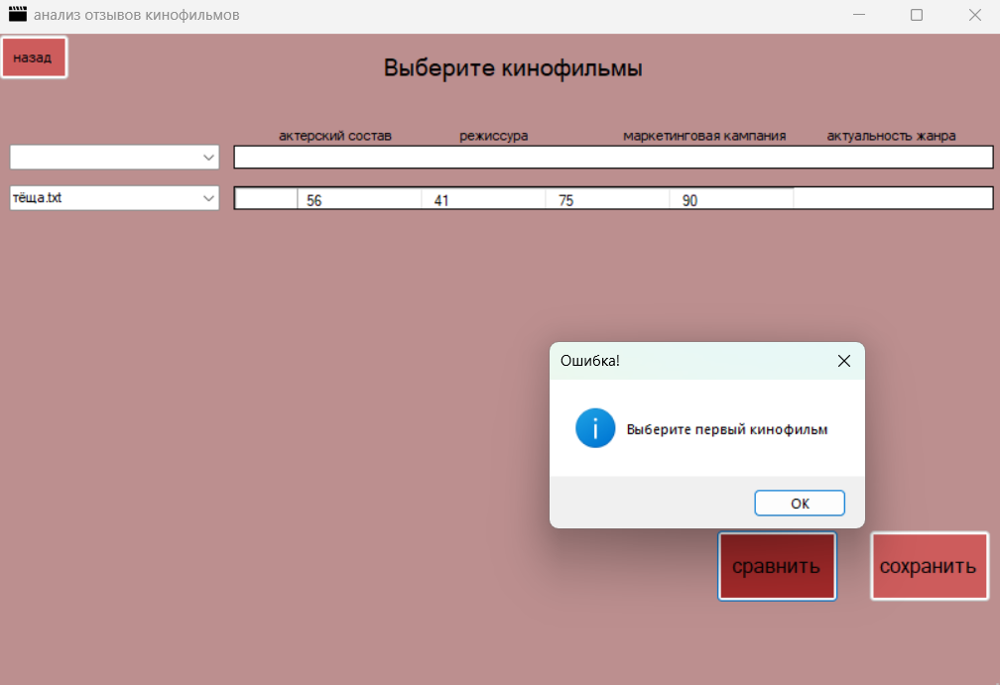 анализ отзывов кинофильмов
назад
Выберите кинофильмы
актерский состав режиссура маркетинговая кампания актуальность жанра
тёща.txt 56 41 75 90
Ошибка!
Выберите первый кинофильм
ОК
сравнить сохранить